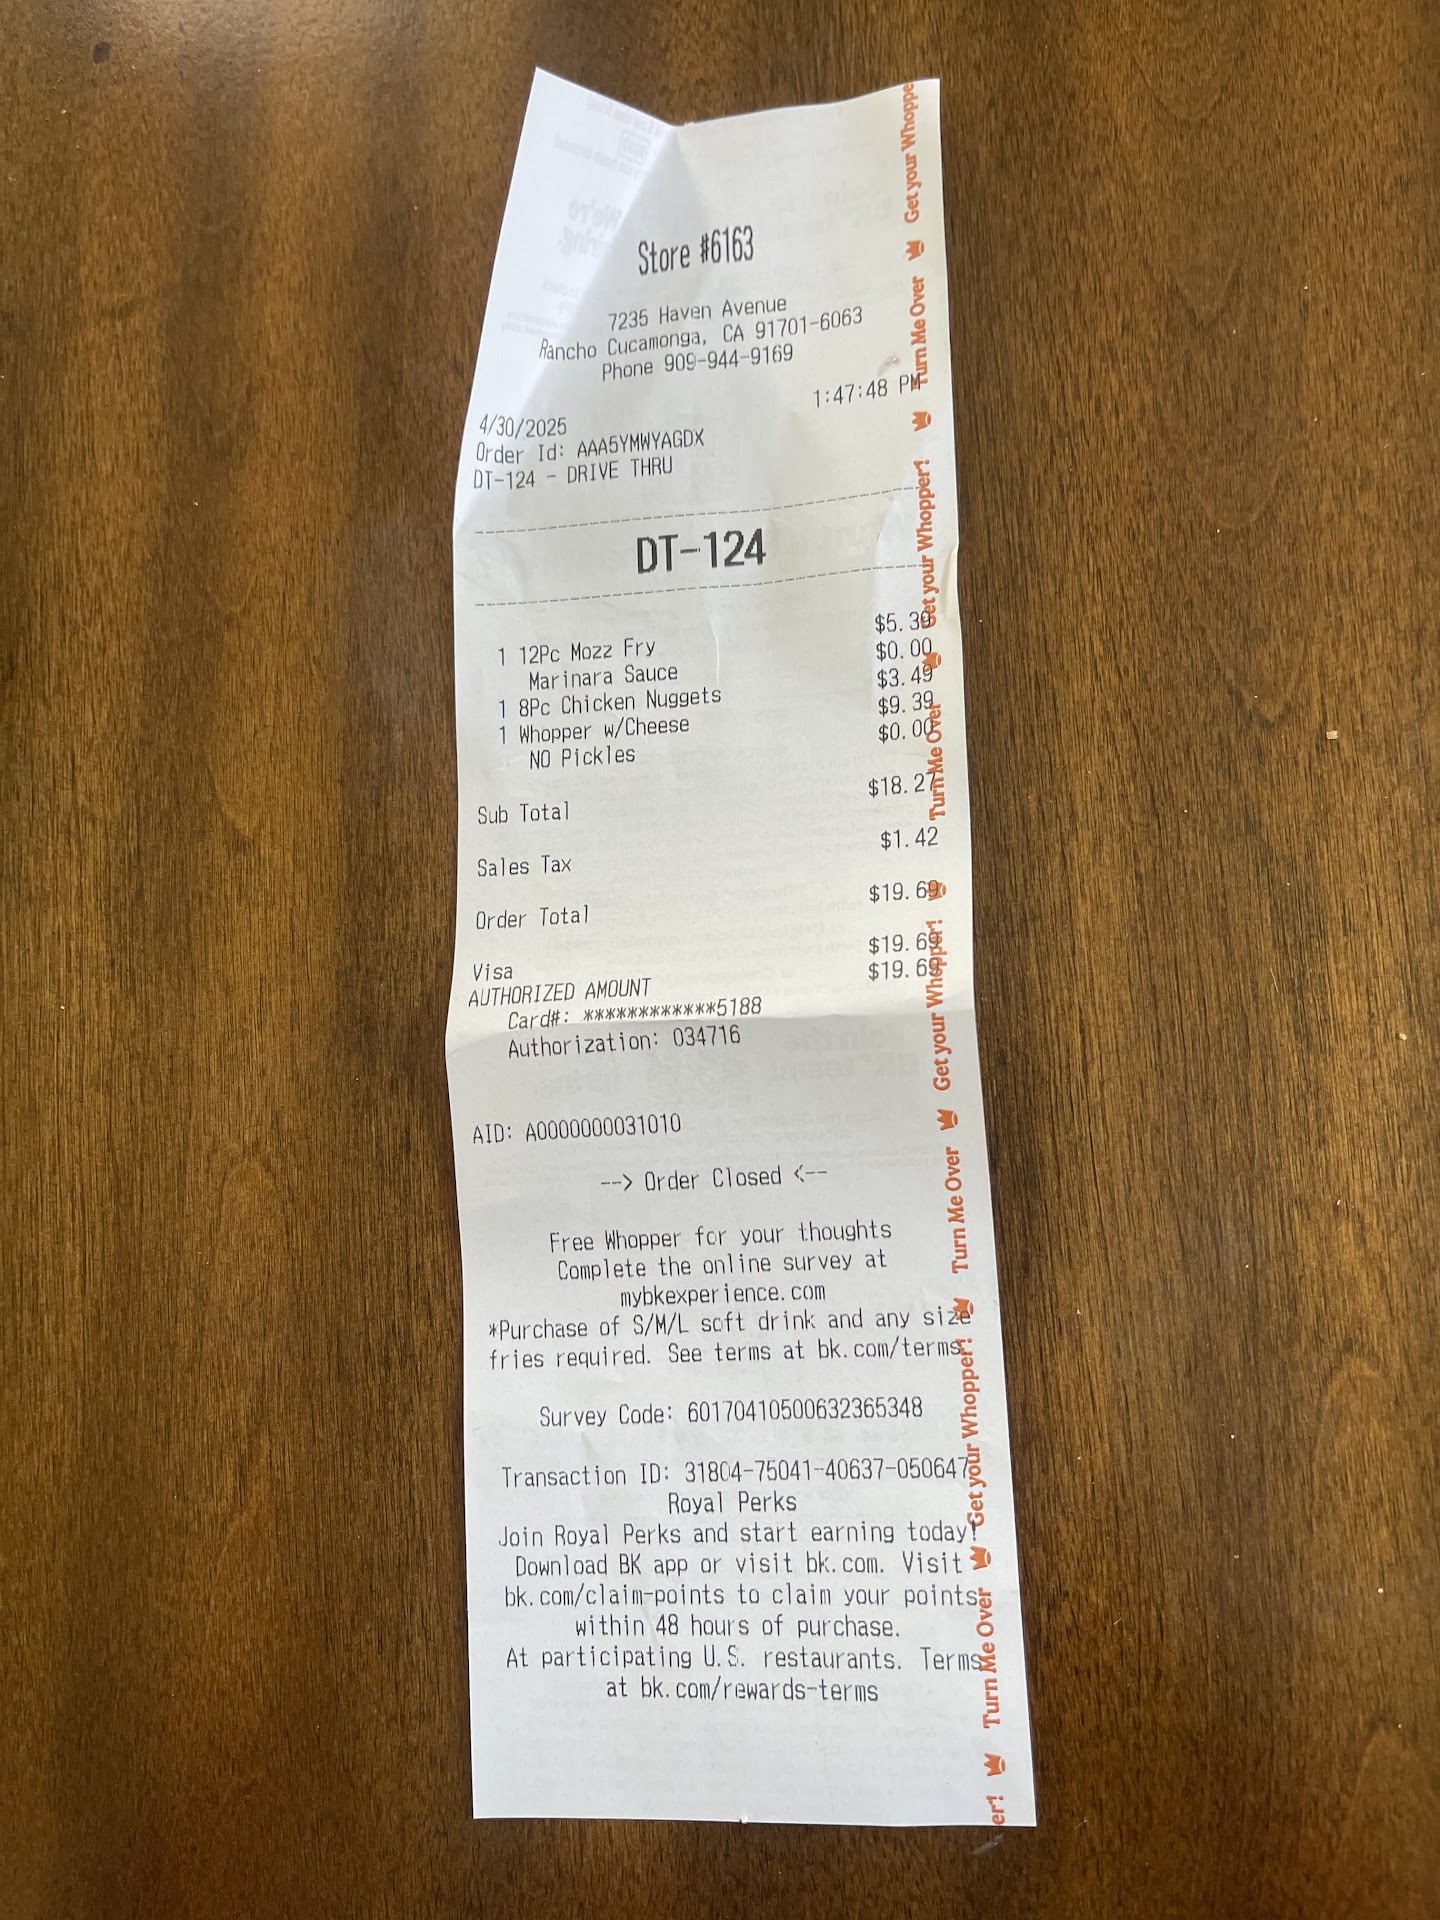 Store #6163
7235 Haven Avenue
Rancho Cucamonga, CA 91701-6063
Phone 909-944-9169
4/30/2025 1:47:48 PM
Order Id: AAA5YMWYAGDX
DT-124 - DRIVE THRU
DT-124
1 12Pc Mozz Fry $5.39
Marinara Sauce $0.00
1 8Pc Chicken Nuggets $3.49
1 Whopper w/Cheese $9.39
NO Pickles $0.00
Sub Total $18.27
Sales Tax $1.42
Order Total $19.69
Visa $19.69
AUTHORIZED AMOUNT $19.69
Card#: ************5188
Authorization: 034716
AID: A0000000031010
--> Order Closed <--
Free Whopper for your thoughts
Complete the online survey at
mybkexperience.com
*Purchase of S/M/L soft drink and any size
fries required. See terms at bk.com/terms.
Survey Code: 60170410500632365348
Transaction ID: 31804-75041-40637-050647
Royal Perks
Join Royal Perks and start earning today!
Download BK app or visit bk.com. Visit
bk.com/claim-points to claim your points
within 48 hours of purchase.
At participating U.S. restaurants. Terms
at bk.com/rewards-terms
er! Turn Me Over Get your Whopper! Turn Me Over Get your Whopper! Turn Me Over Get your Whopper! Turn Me Over Get your Whoppe